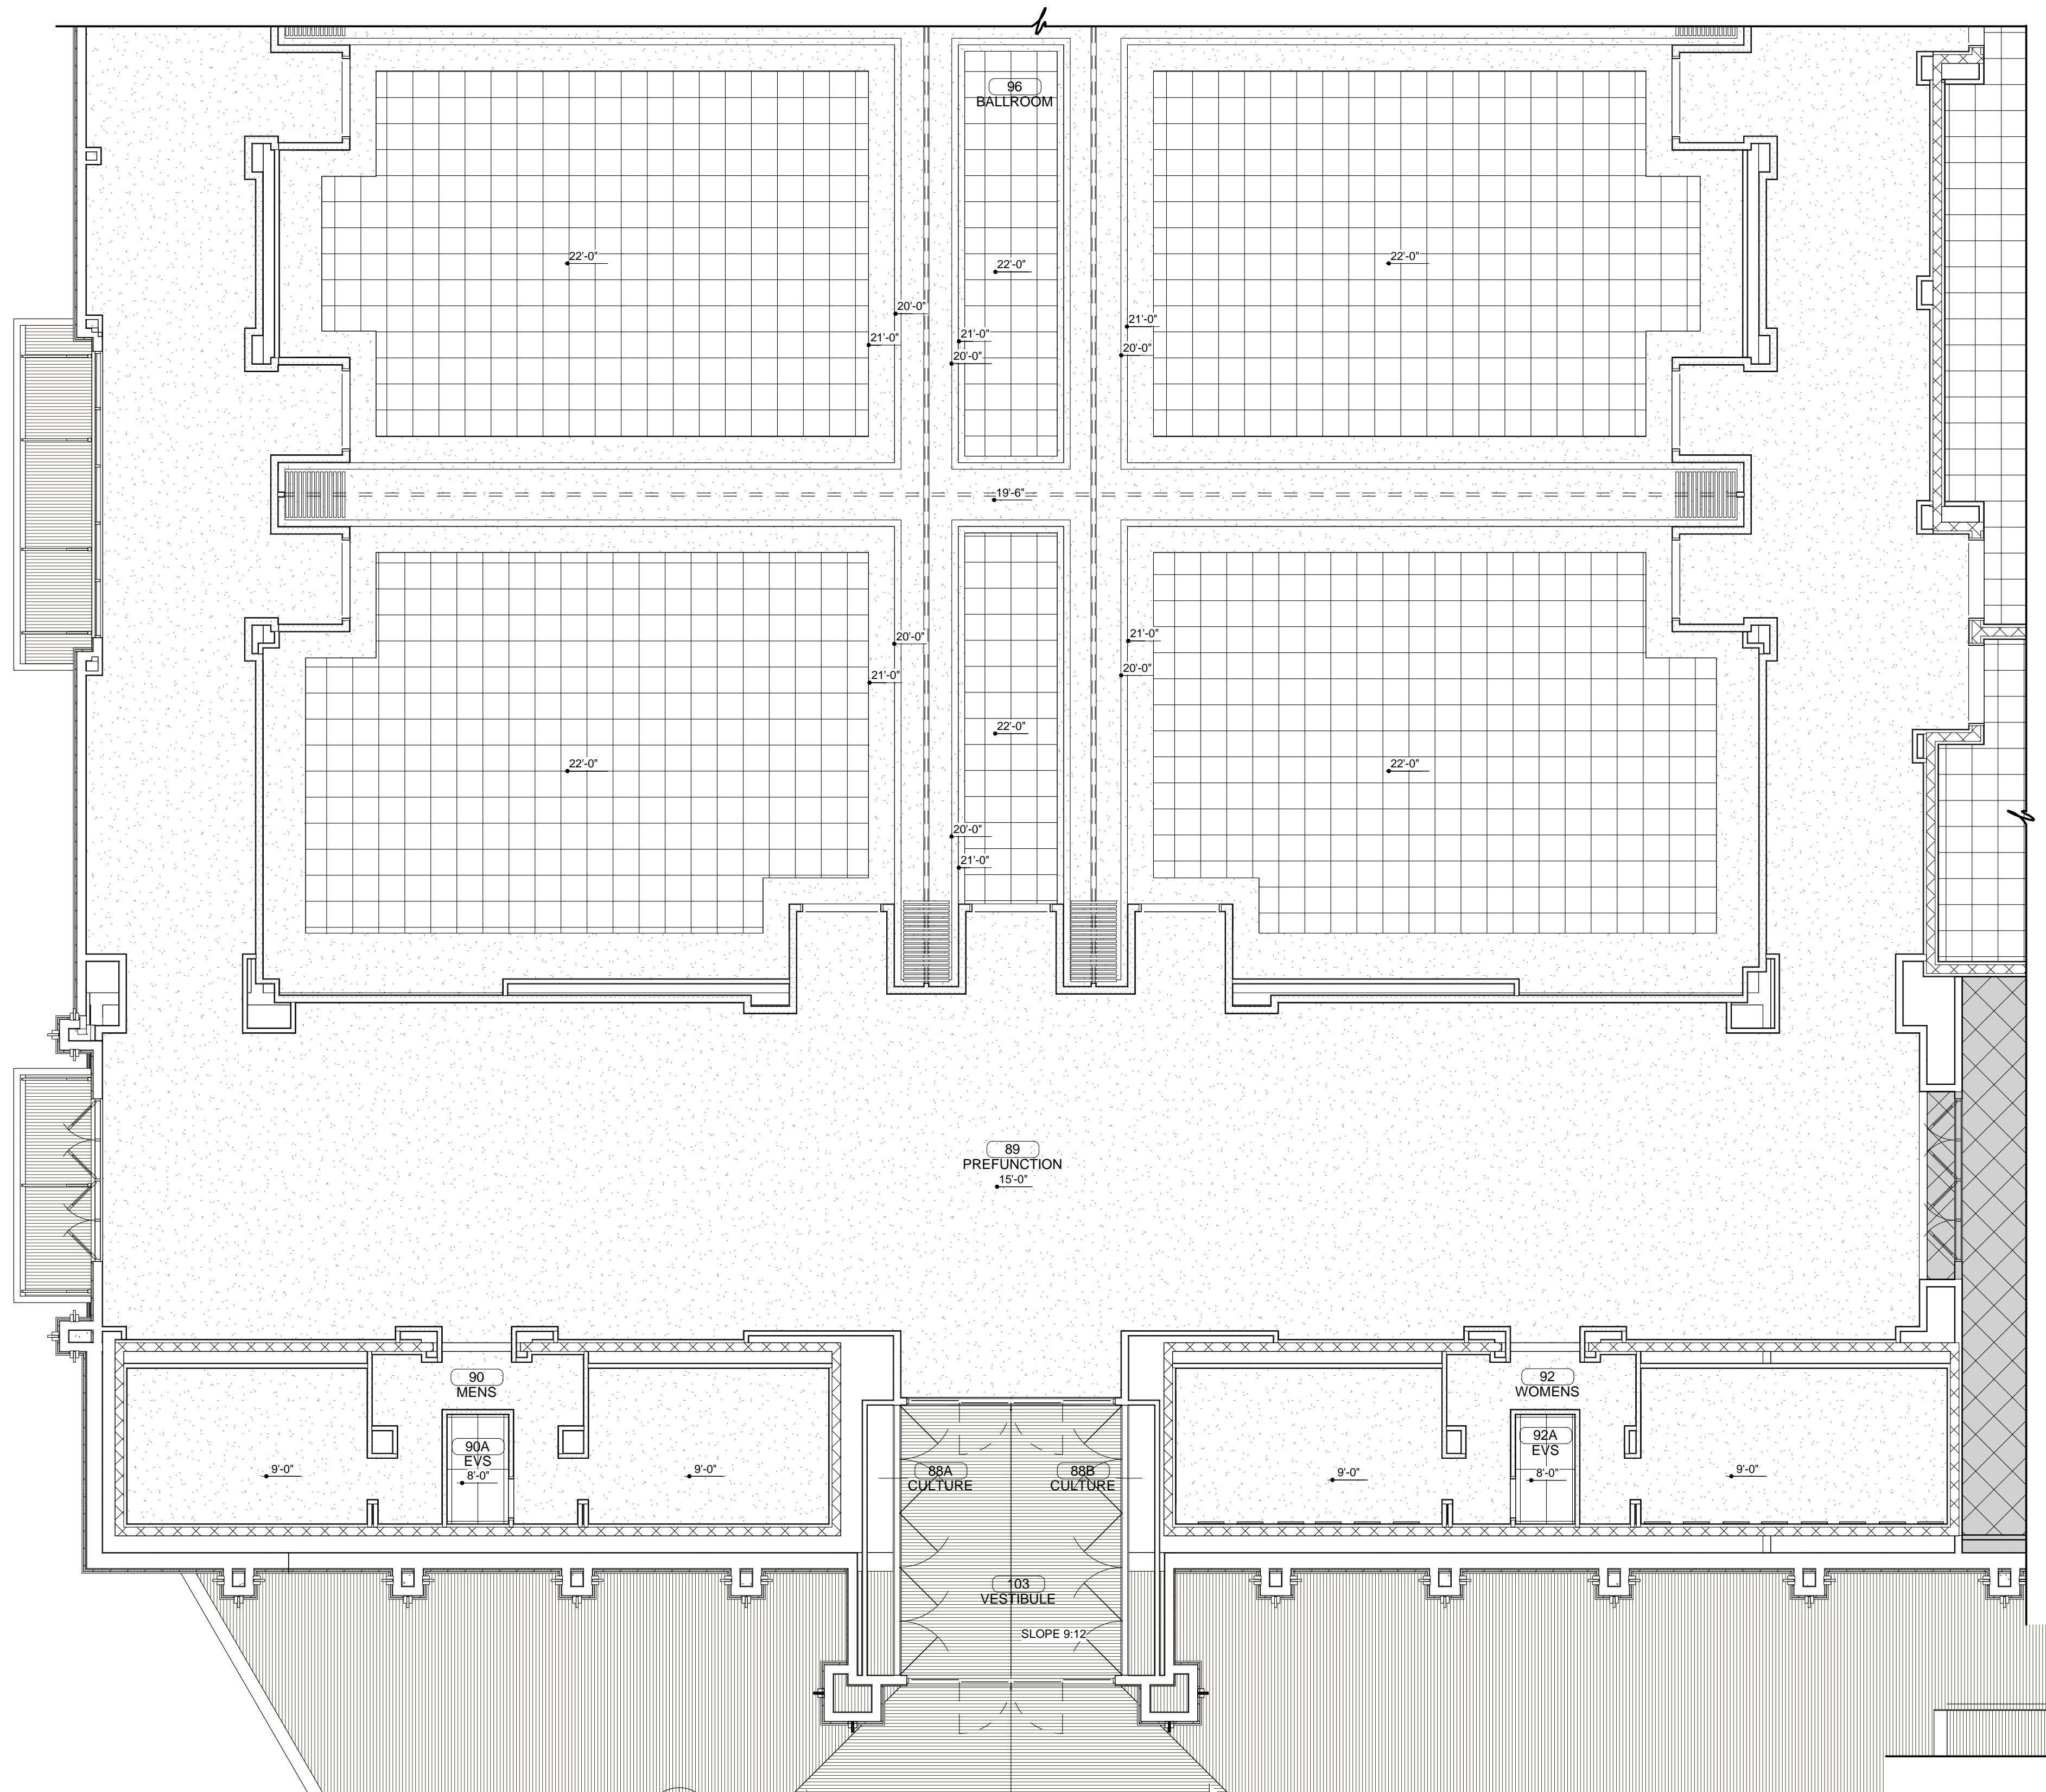 96
BALLROOM
22'-0"
22'-0"
22'-0"
20'-0"
21'-0"
21'-0"
21'-0"
20'-0"
20'-0"
19'-6"
20'-0"
21'-0"
20'-0"
21'-0"
22'-0"
22'-0"
22'-0"
20'-0"
21'-0"
89
PREFUNCTION
15'-0"
90
MENS
92
WOMENS
90A
EVS
8'-0"
92A
EVS
8'-0"
9'-0"
9'-0"
88A
CULTURE
88B
CULTURE
9'-0"
9'-0"
103
VESTIBULE
SLOPE 9:12